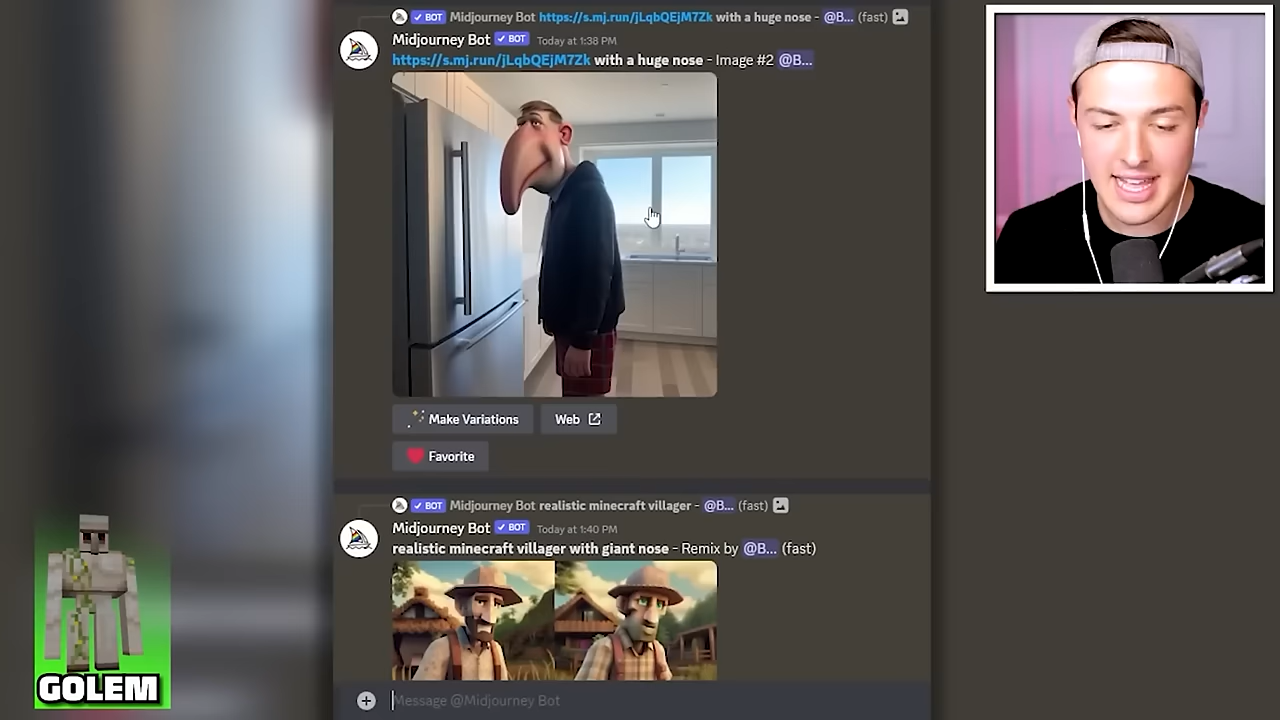 BOT Midjourney Bot https://s.mj.run/jLqbQEjM7Zk with a huge nose - @B... (fast)
Midjourney Bot BOT Today at 1:38 PM
https://s.mj.run/jLqbQEjM7Zk with a huge nose - Image #2 @B...
Make Variations Web
Favorite
BOT Midjourney Bot realistic minecraft villager - @B... (fast)
Midjourney Bot BOT Today at 1:40 PM
realistic minecraft villager with giant nose - Remix by @B... (fast)
GOLEM
Message @Midjourney Bot